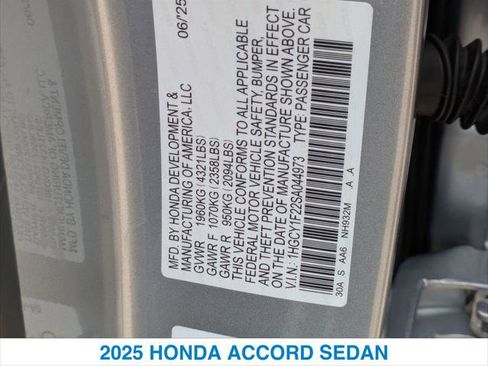 MFD. BY HONDA DEVELOPMENT &
MANUFACTURING OF AMERICA, LLC
06/25
GVWR 1960KG (4321LBS)
GAWR F 1070KG (2358LBS)
GAWR R 950KG (2094LBS)
THIS VEHICLE CONFORMS TO ALL APPLICABLE
FEDERAL MOTOR VEHICLE SAFETY, BUMPER,
AND THEFT PREVENTION STANDARDS IN EFFECT
ON THE DATE OF MANUFACTURE SHOWN ABOVE.
V.I.N.: 1HGCY1F22SA044973 TYPE: PASSENGER CAR
30A S AA6 NH932M A A
2025 HONDA ACCORD SEDAN